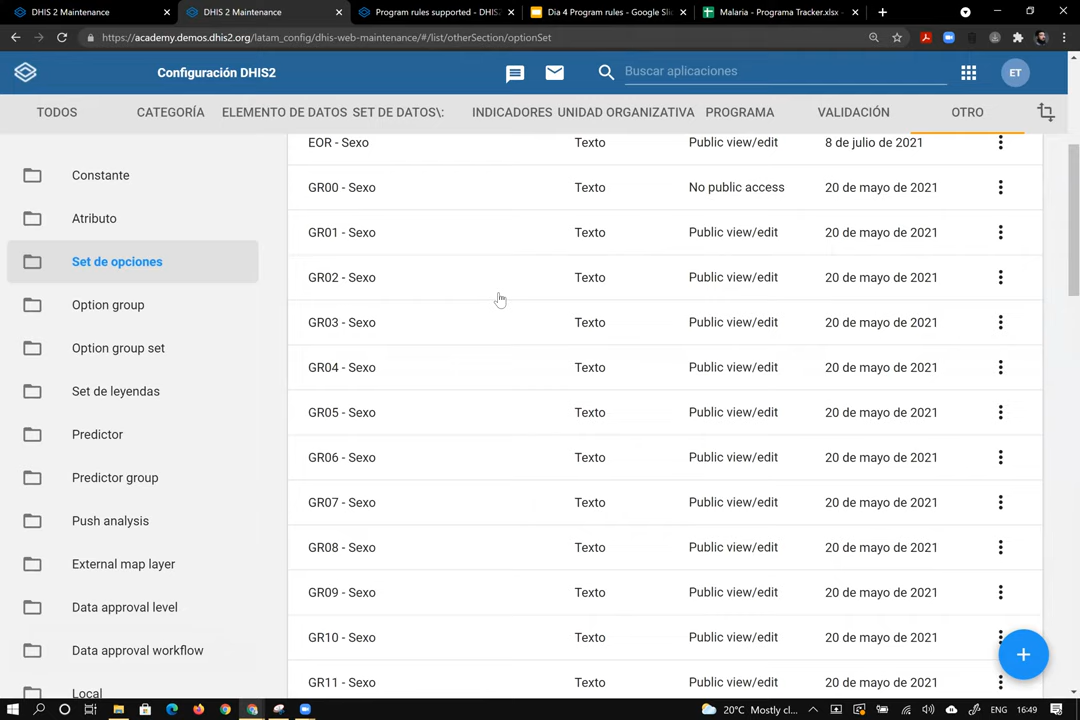 DHIS 2 Maintenance
DHIS 2 Maintenance
Program rules supported - DHIS
Dia 4 Program rules - Google Slid
Malaria - Programa Tracker.xlsx -
https://academy.demos.dhis2.org/latam_config/dhis-web-maintenance/#/list/otherSection/optionSet
Configuración DHIS2
Buscar aplicaciones
ET
TODOS CATEGORÍA ELEMENTO DE DATOS SET DE DATOS\: INDICADORES UNIDAD ORGANIZATIVA PROGRAMA VALIDACIÓN OTRO
Constante
Atributo
Set de opciones
Option group
Option group set
Set de leyendas
Predictor
Predictor group
Push analysis
External map layer
Data approval level
Data approval workflow
Local
EOR - Sexo Texto Public view/edit 8 de julio de 2021
GR00 - Sexo Texto No public access 20 de mayo de 2021
GR01 - Sexo Texto Public view/edit 20 de mayo de 2021
GR02 - Sexo Texto Public view/edit 20 de mayo de 2021
GR03 - Sexo Texto Public view/edit 20 de mayo de 2021
GR04 - Sexo Texto Public view/edit 20 de mayo de 2021
GR05 - Sexo Texto Public view/edit 20 de mayo de 2021
GR06 - Sexo Texto Public view/edit 20 de mayo de 2021
GR07 - Sexo Texto Public view/edit 20 de mayo de 2021
GR08 - Sexo Texto Public view/edit 20 de mayo de 2021
GR09 - Sexo Texto Public view/edit 20 de mayo de 2021
GR10 - Sexo Texto Public view/edit 20 de mayo de 2021
GR11 - Sexo Texto Public view/edit 20 de mayo de 2021
20°C Mostly cl... ENG 16:49